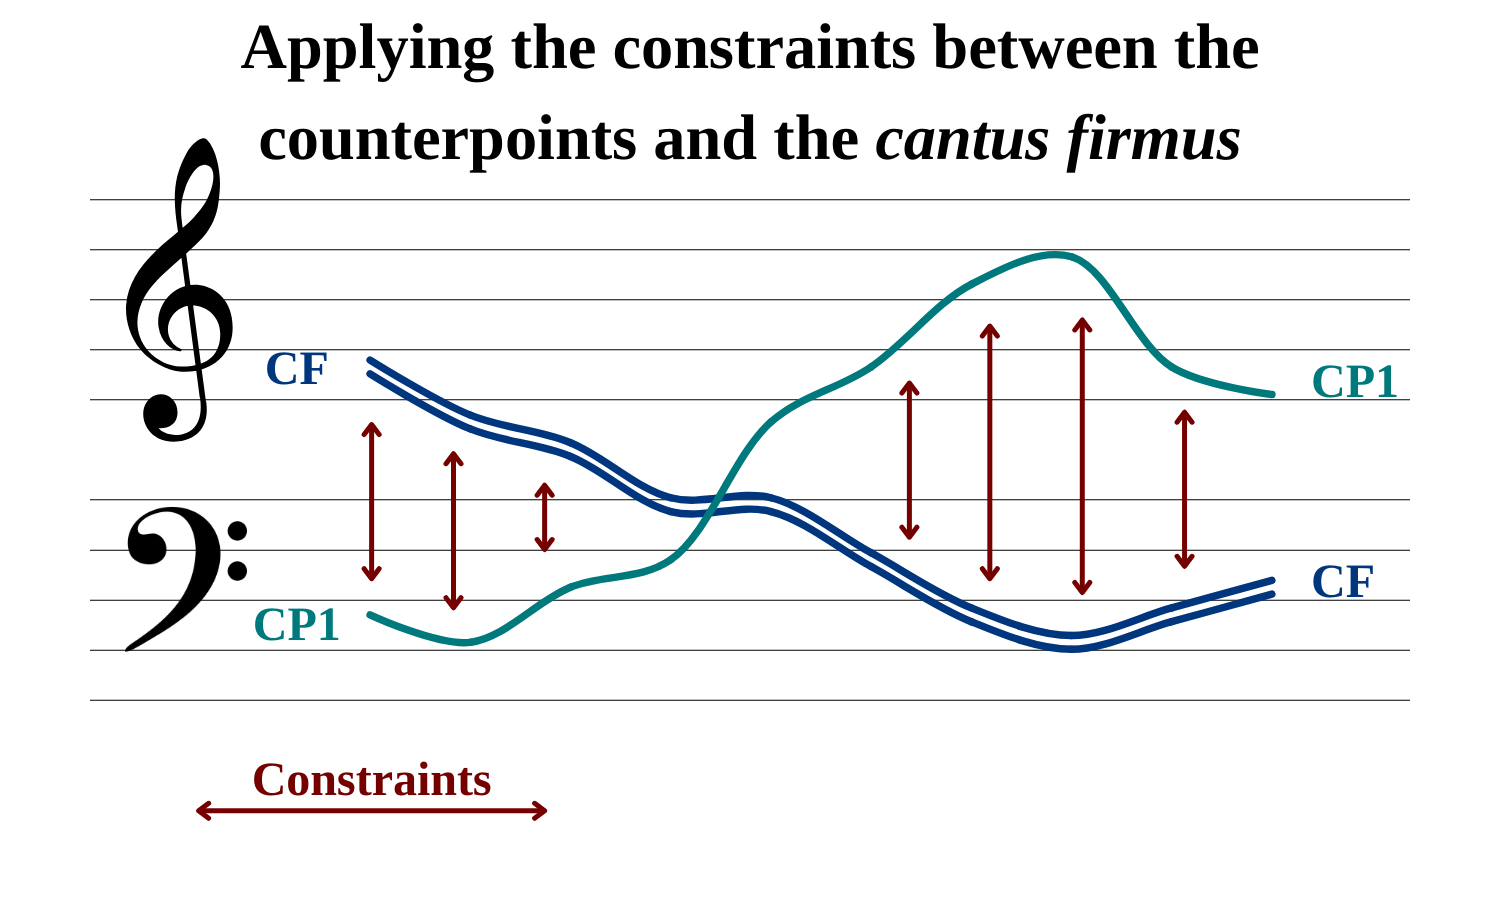 Applying the constraints between the
counterpoints and the cantus firmus
CF
CP1
CP1
CF
Constraints